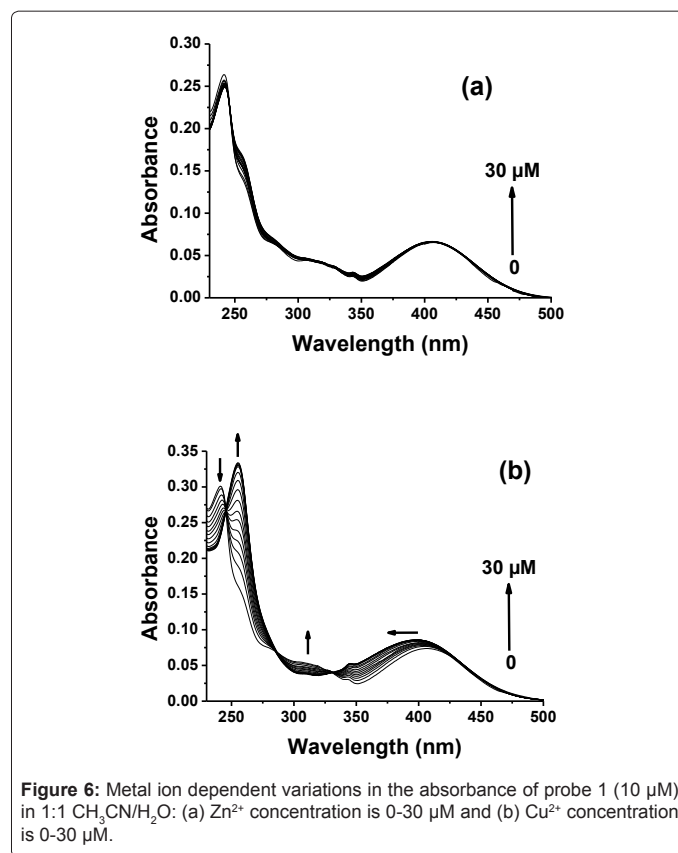 0.30
0.25
0.20
0.15
0.10
0.05
0.00
Absorbance
(a)
30 µM
0
250 300 350 400 450 500
Wavelength (nm)
0.35
0.30
0.25
0.20
0.15
0.10
0.05
0.00
Absorbance
(b)
30 µM
0
250 300 350 400 450 500
Wavelength (nm)
Figure 6: Metal ion dependent variations in the absorbance of probe 1 (10 µM)
in 1:1 CH₃CN/H₂O: (a) Zn²⁺ concentration is 0-30 µM and (b) Cu²⁺ concentration
is 0-30 µM.